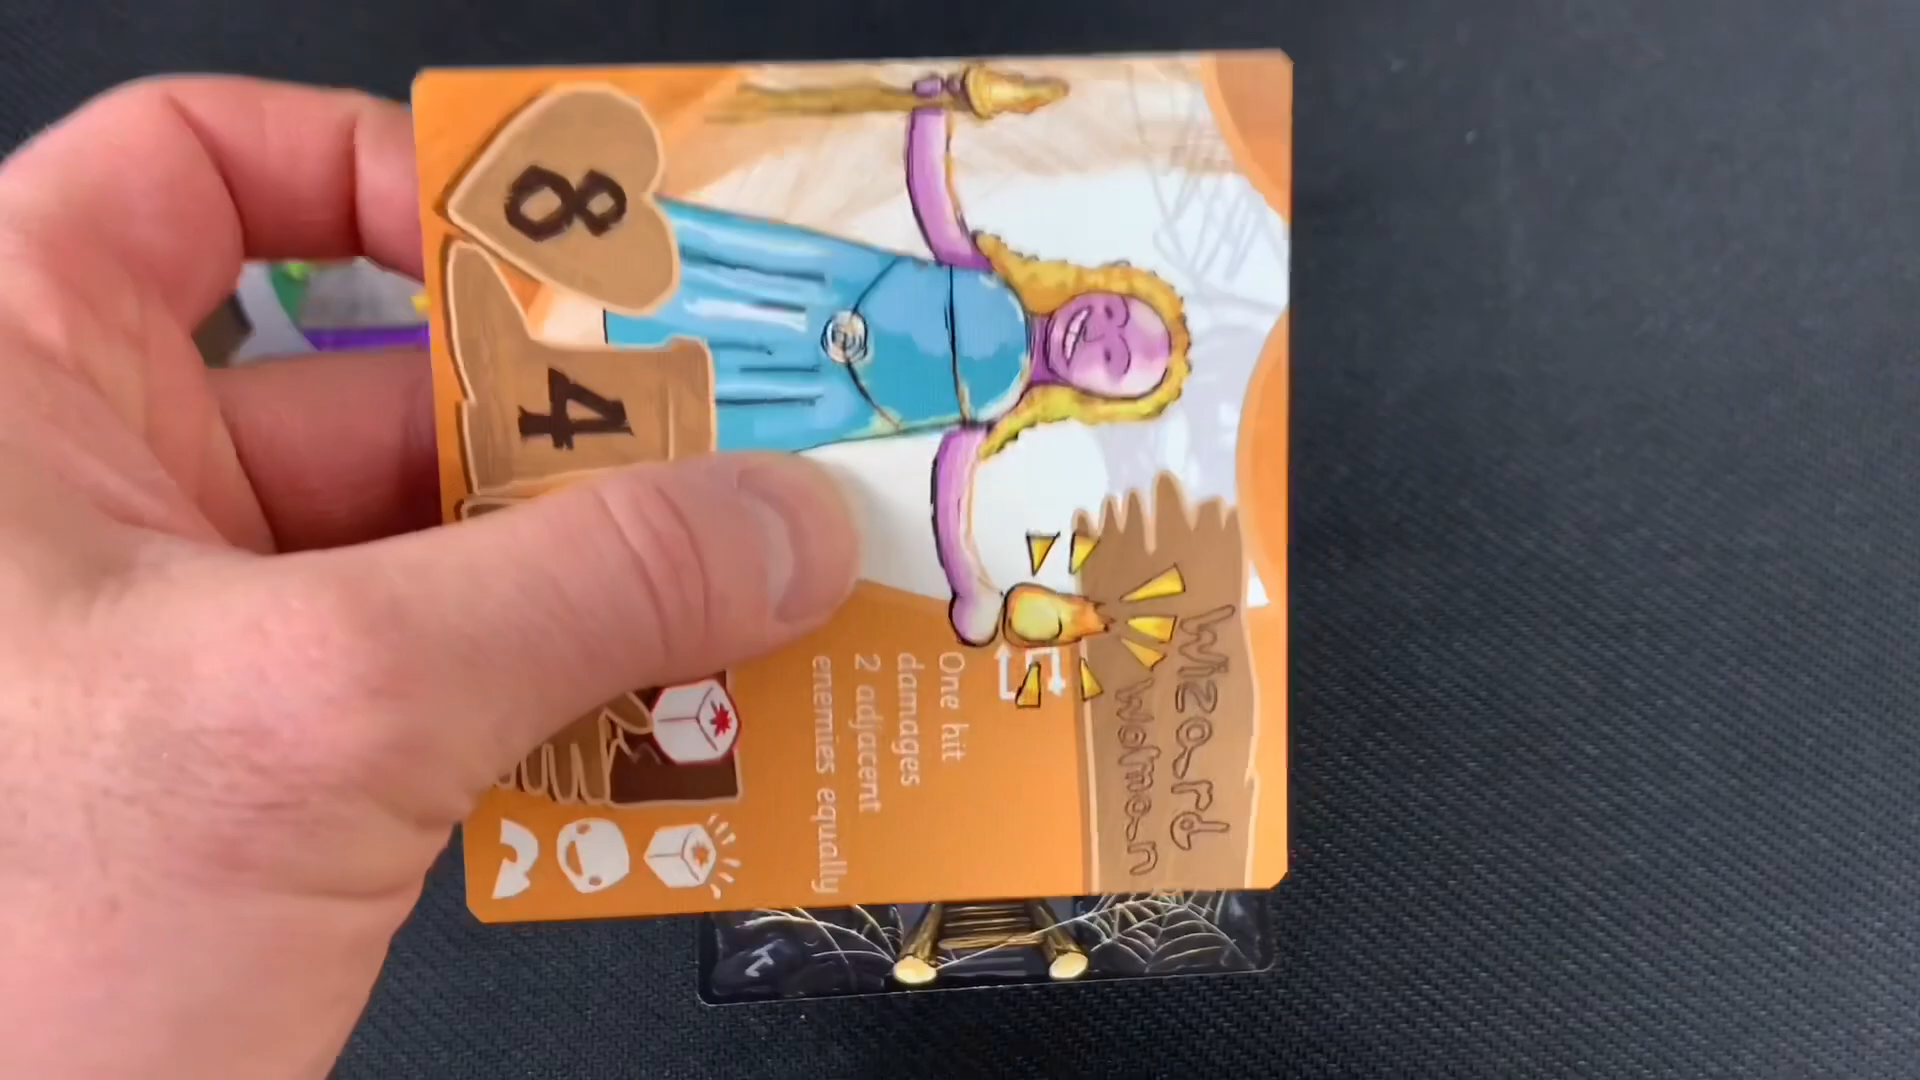 Wizard
Woman
One hit
damages
2 adjacent
enemies equally
8
4